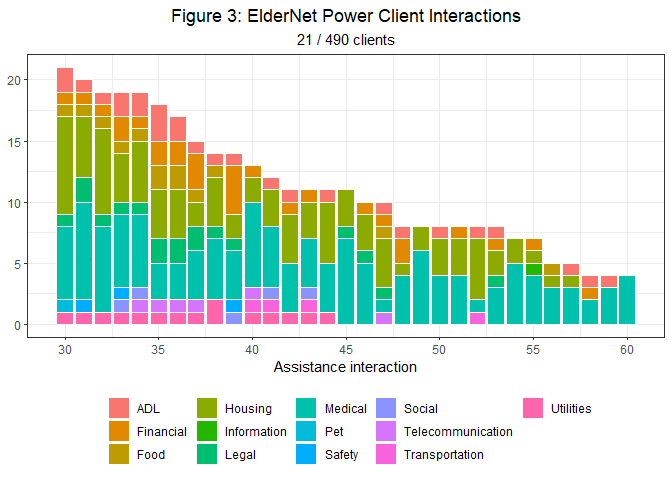 Figure 3: ElderNet Power Client Interactions
21 / 490 clients
20
15
10
5
0
30 35 40 45 50 55 60
Assistance interaction
ADL Housing Medical Social Utilities
Financial Information Pet Telecommunication
Food Legal Safety Transportation